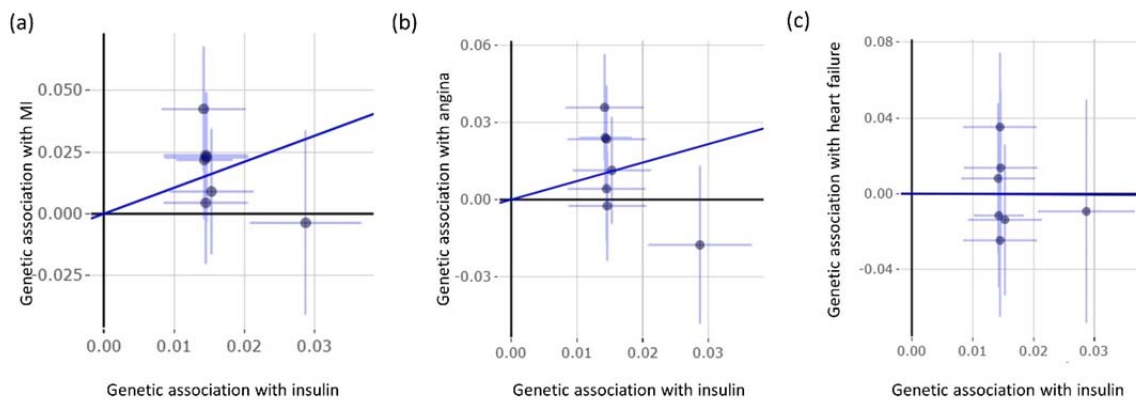 (a)
Genetic association with MI
0.050
0.025
0.000
-0.025
0.00 0.01 0.02 0.03
Genetic association with insulin
(b)
Genetic association with angina
0.06
0.03
0.00
-0.03
0.00 0.01 0.02 0.03
Genetic association with insulin
(c)
Genetic association with heart failure
0.08
0.04
0.00
-0.04
0.00 0.01 0.02 0.03
Genetic association with insulin